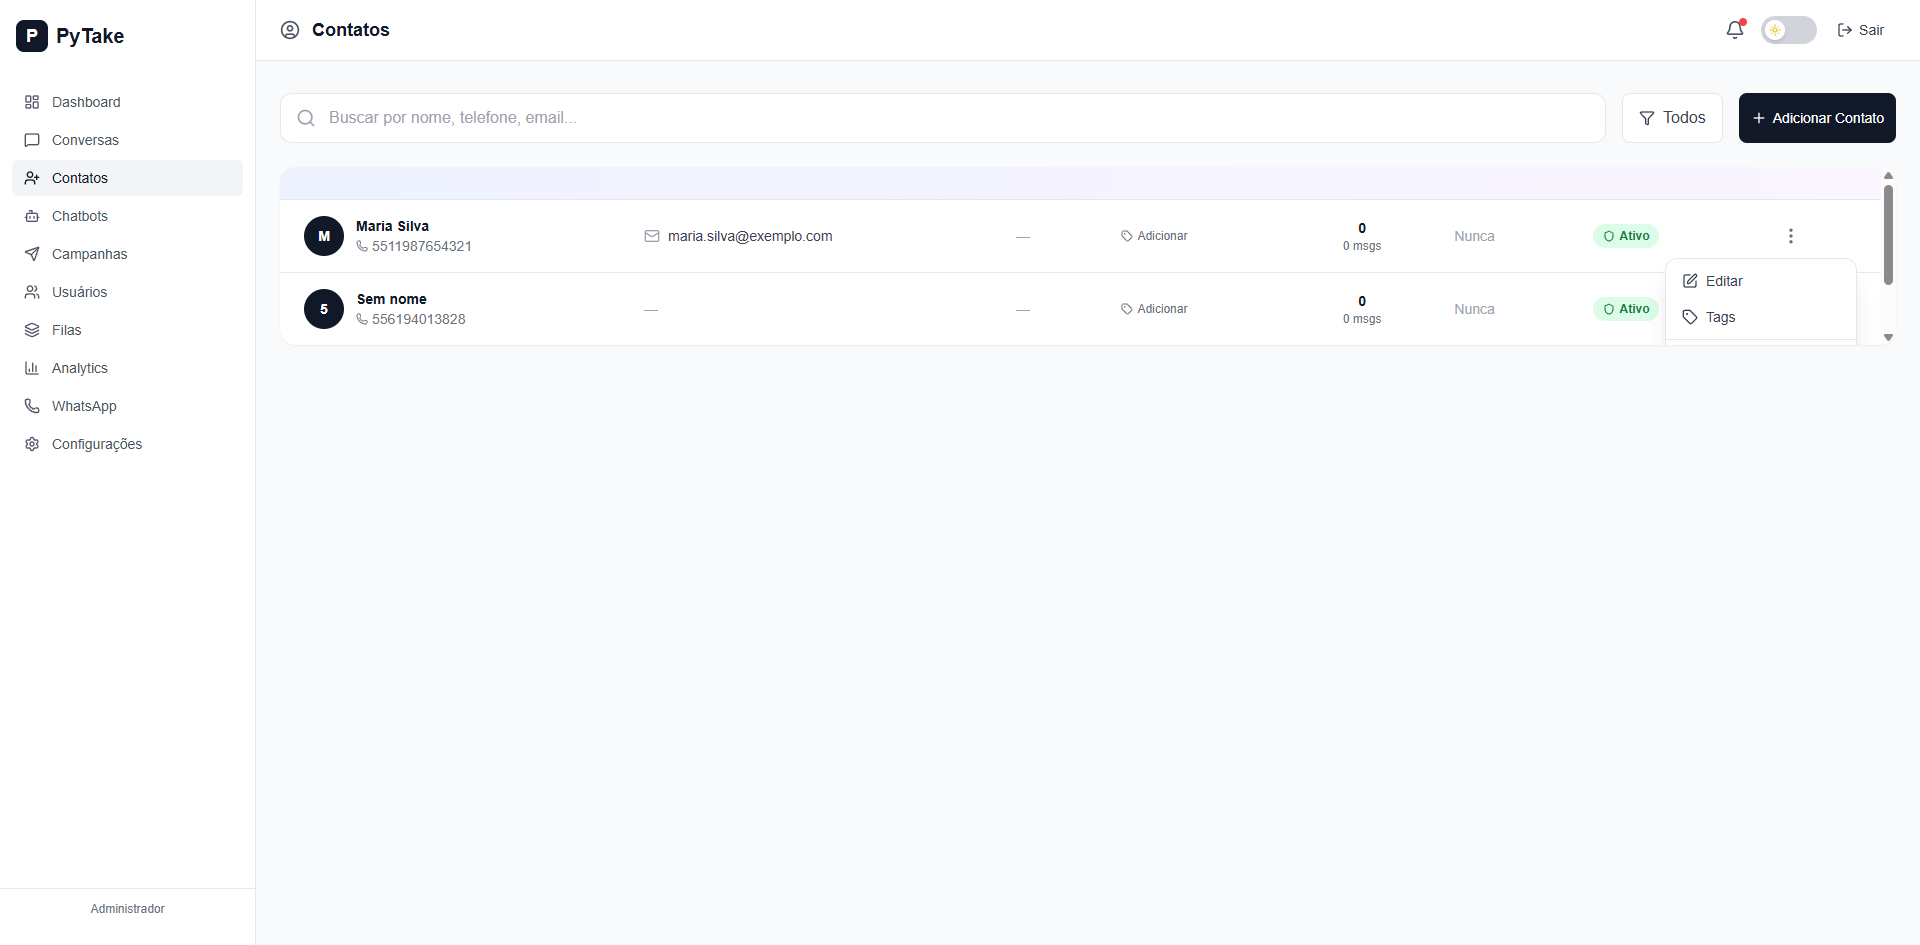 P PyTake
Dashboard
Conversas
Contatos
Chatbots
Campanhas
Usuários
Filas
Analytics
WhatsApp
Configurações
Administrador
Contatos
Sair
Buscar por nome, telefone, email...
Todos
+ Adicionar Contato
M
Maria Silva
5511987654321
maria.silva@exemplo.com
—
Adicionar
0
0 msgs
Nunca
Ativo
5
Sem nome
556194013828
—
—
Adicionar
0
0 msgs
Nunca
Ativo
Editar
Tags